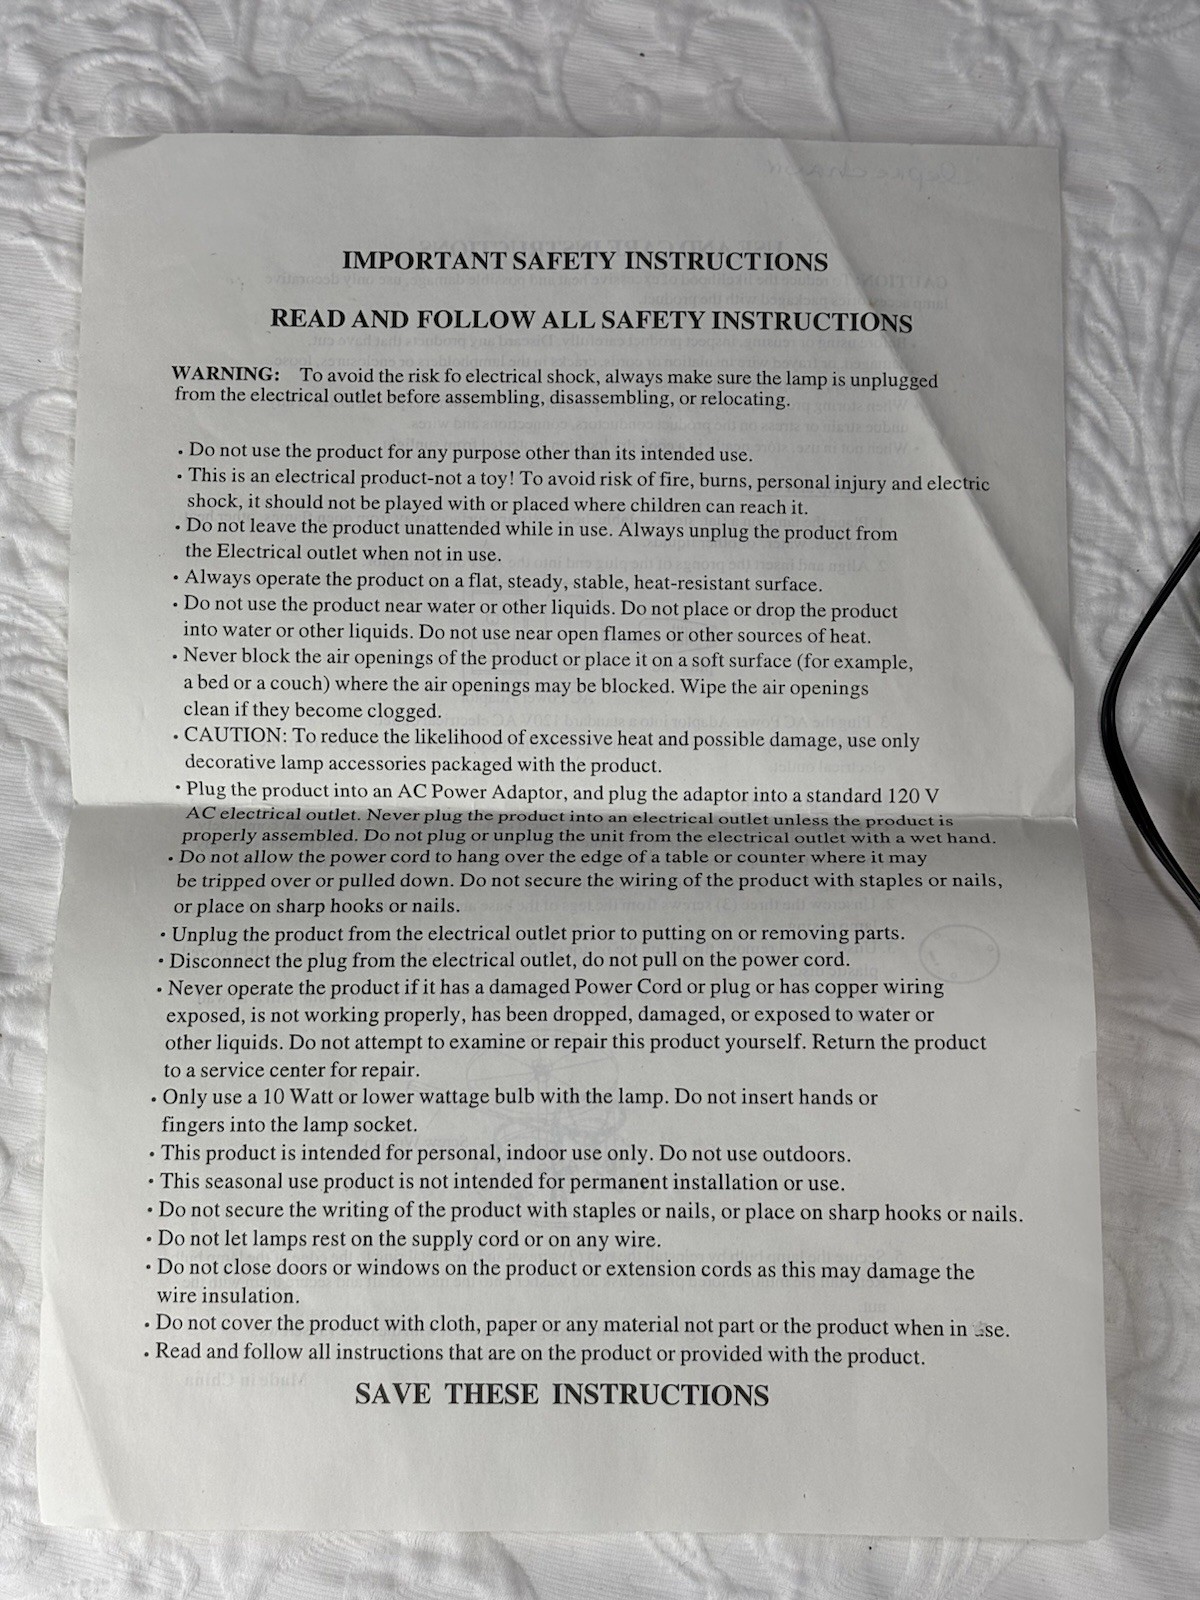 IMPORTANT SAFETY INSTRUCTIONS
READ AND FOLLOW ALL SAFETY INSTRUCTIONS
WARNING: To avoid the risk fo electrical shock, always make sure the lamp is unplugged
from the electrical outlet before assembling, disassembling, or relocating.
• Do not use the product for any purpose other than its intended use.
• This is an electrical product-not a toy! To avoid risk of fire, burns, personal injury and electric
shock, it should not be played with or placed where children can reach it.
• Do not leave the product unattended while in use. Always unplug the product from
the Electrical outlet when not in use.
• Always operate the product on a flat, steady, stable, heat-resistant surface.
• Do not use the product near water or other liquids. Do not place or drop the product
into water or other liquids. Do not use near open flames or other sources of heat.
• Never block the air openings of the product or place it on a soft surface (for example,
a bed or a couch) where the air openings may be blocked. Wipe the air openings
clean if they become clogged.
• CAUTION: To reduce the likelihood of excessive heat and possible damage, use only
decorative lamp accessories packaged with the product.
• Plug the product into an AC Power Adaptor, and plug the adaptor into a standard 120 V
AC electrical outlet. Never plug the product into an electrical outlet unless the product is
properly assembled. Do not plug or unplug the unit from the electrical outlet with a wet hand.
• Do not allow the power cord to hang over the edge of a table or counter where it may
be tripped over or pulled down. Do not secure the wiring of the product with staples or nails,
or place on sharp hooks or nails.
• Unplug the product from the electrical outlet prior to putting on or removing parts.
• Disconnect the plug from the electrical outlet, do not pull on the power cord.
• Never operate the product if it has a damaged Power Cord or plug or has copper wiring
exposed, is not working properly, has been dropped, damaged, or exposed to water or
other liquids. Do not attempt to examine or repair this product yourself. Return the product
to a service center for repair.
• Only use a 10 Watt or lower wattage bulb with the lamp. Do not insert hands or
fingers into the lamp socket.
• This product is intended for personal, indoor use only. Do not use outdoors.
• This seasonal use product is not intended for permanent installation or use.
• Do not secure the writing of the product with staples or nails, or place on sharp hooks or nails.
• Do not let lamps rest on the supply cord or on any wire.
• Do not close doors or windows on the product or extension cords as this may damage the
wire insulation.
• Do not cover the product with cloth, paper or any material not part or the product when in use.
• Read and follow all instructions that are on the product or provided with the product.
SAVE THESE INSTRUCTIONS